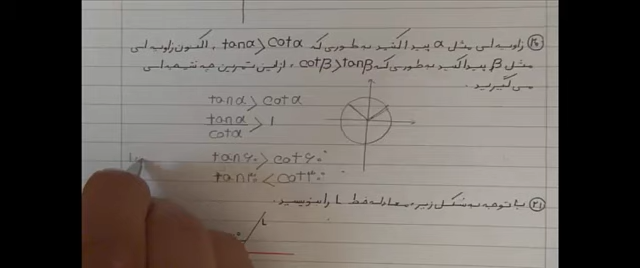 ۲۰) زاویه ای مثل α پیدا کنید به طوری که tanα > cotα ، اکنون زاویه ای
مثل β پیدا کنید به طوری که cotβ > tanβ ، از این تمرین چه نتیجه ای
می گیرید.
tanα > cotα
tanα/cotα > 1
tan۶۰° > cot۶۰°
tan۳۰° < cot۳۰°
۲۱) با توجه به شکل زیر، معادله خط L را بنویسید.
L